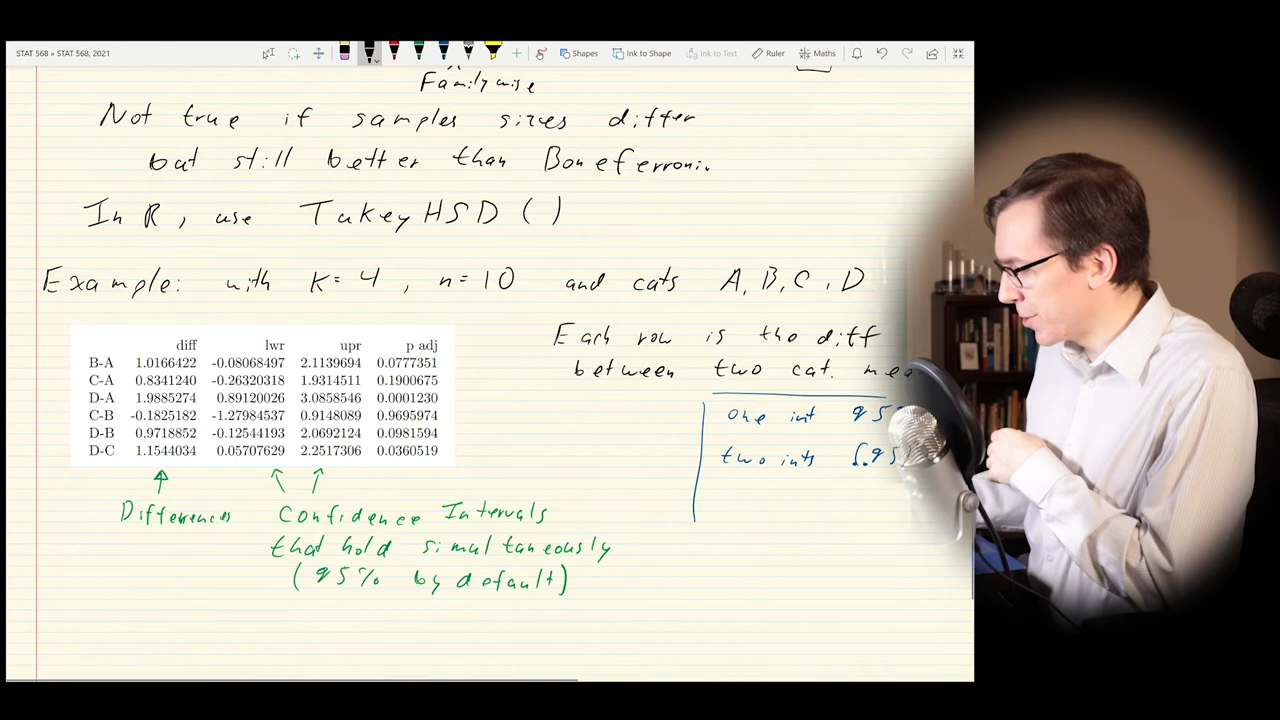 STAT 568 » STAT 568, 2021
Shapes
Ink to Shape
Ink to Text
Ruler
Maths
Familywise
Not true if samples sizes differ
but still better than Boneferroni.
In R, use TukeyHSD ( )
Example: with K=4, n=10 and cats A, B, C, D
diff lwr upr p adj
B-A 1.0166422 -0.08068497 2.1139694 0.0777351
C-A 0.8341240 -0.26320318 1.9314511 0.1900675
D-A 1.9885274 0.89120026 3.0858546 0.0001230
C-B -0.1825182 -1.27984537 0.9148089 0.9695974
D-B 0.9718852 -0.12544193 2.0692124 0.0981594
D-C 1.1544034 0.05707629 2.2517306 0.0360519
Each row is the diff
between two cat. mea
one int 95
two ints (.95)
Differences
Confidence Intervals
that hold simultaneously
(95% by default)